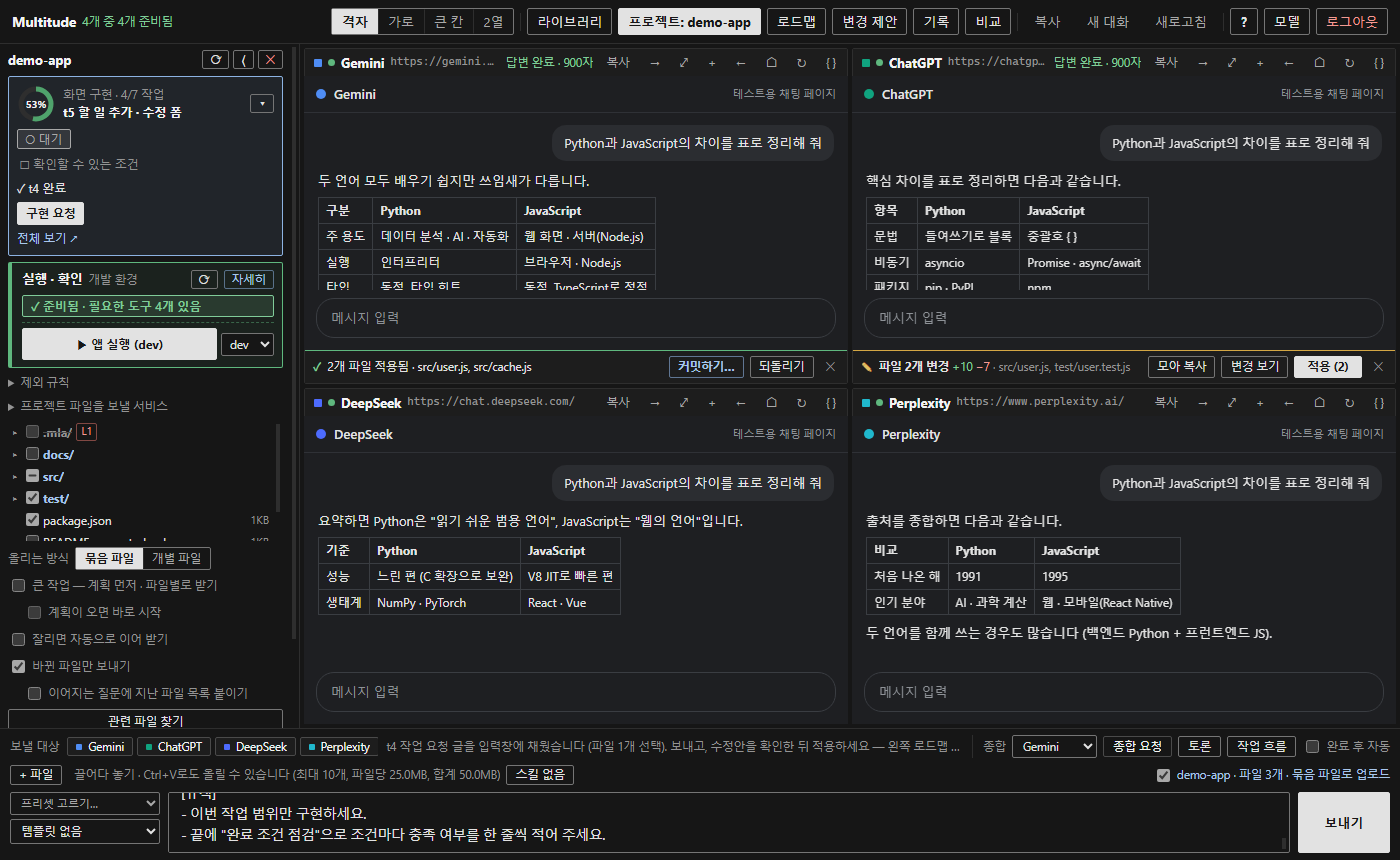 Multitude 4개 중 4개 준비됨 격자 가로 큰 칸 2열 라이브러리 프로젝트: demo-app 로드맵 변경 제안 기록 비교 복사 새 대화 새로고침 ? 모델 로그아웃
demo-app
53% 화면 구현 · 4/7 작업
t5 할 일 추가 · 수정 폼
○ 대기
□ 확인할 수 있는 조건
✓ t4 완료
구현 요청
전체 보기 ↗
실행 · 확인 개발 환경 ⟳ 자세히
✓ 준비됨 · 필요한 도구 4개 있음
▶ 앱 실행 (dev) dev
▶ 제외 규칙
▶ 프로젝트 파일을 보낼 서비스
.mla/ L1
docs/
src/
test/
package.json 1KB
올리는 방식 묶음 파일 개별 파일
큰 작업 — 계획 먼저 · 파일별로 받기
계획이 오면 바로 시작
잘리면 자동으로 이어 받기
바뀐 파일만 보내기
이어지는 질문에 지난 파일 목록 붙이기
관련 파일 찾기
Gemini https://gemini.… 답변 완료 · 900자 복사 → ⤢ + ← ↻ { }
Gemini 테스트용 채팅 페이지
Python과 JavaScript의 차이를 표로 정리해 줘
두 언어 모두 배우기 쉽지만 쓰임새가 다릅니다.
구분 Python JavaScript
주 용도 데이터 분석 · AI · 자동화 웹 화면 · 서버(Node.js)
실행 인터프리터 브라우저 · Node.js
타입 동적, 타입 힌트 동적, TypeScript로 정적
메시지 입력
✓ 2개 파일 적용됨 · src/user.js, src/cache.js 커밋하기... 되돌리기 ✕
ChatGPT https://chatgp… 답변 완료 · 900자 복사 → ⤢ + ← ↻ { }
ChatGPT 테스트용 채팅 페이지
Python과 JavaScript의 차이를 표로 정리해 줘
핵심 차이를 표로 정리하면 다음과 같습니다.
항목 Python JavaScript
문법 들여쓰기로 블록 중괄호 { }
비동기 asyncio Promise · async/await
패키지 pip · PyPI npm
메시지 입력
파일 2개 변경 +10 −7 · src/user.js, test/user.test.js 모아 복사 변경 보기 적용 (2) ✕
DeepSeek https://chat.deepseek.com/ 복사 → ⤢ + ← ↻ { }
DeepSeek 테스트용 채팅 페이지
Python과 JavaScript의 차이를 표로 정리해 줘
요약하면 Python은 "읽기 쉬운 범용 언어", JavaScript는 "웹의 언어"입니다.
기준 Python JavaScript
성능 느린 편 (C 확장으로 보완) V8 JIT로 빠른 편
생태계 NumPy · PyTorch React · Vue
메시지 입력
Perplexity https://www.perplexity.ai/ 복사 → ⤢ + ← ↻ { }
Perplexity 테스트용 채팅 페이지
Python과 JavaScript의 차이를 표로 정리해 줘
출처를 종합하면 다음과 같습니다.
비교 Python JavaScript
처음 나온 해 1991 1995
인기 분야 AI · 과학 계산 웹 · 모바일(React Native)
두 언어를 함께 쓰는 경우도 많습니다 (백엔드 Python + 프런트엔드 JS).
메시지 입력
보낼 대상 Gemini ChatGPT DeepSeek Perplexity t4 작업 요청 글을 입력창에 채웠습니다 (파일 1개 선택). 보내고, 수정안을 확인한 뒤 적용하세요 — 왼쪽 로드맵 … 종합 Gemini 종합 요청 토론 작업 흐름 완료 후 자동
+ 파일 끌어다 놓기 · Ctrl+V로도 올릴 수 있습니다 (최대 10개, 파일당 25.0MB, 합계 50.0MB) 스킬 없음 demo-app · 파일 3개 · 묶음 파일로 업로드
프리셋 고르기...
템플릿 없음
- 이번 작업 범위만 구현하세요.
- 끝에 "완료 조건 점검"으로 조건마다 충족 여부를 한 줄씩 적어 주세요.
보내기